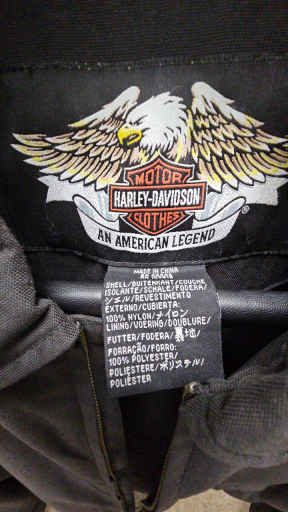 MOTOR
HARLEY-DAVIDSON
CLOTHES
®
AN AMERICAN LEGEND
MADE IN CHINA
SHELL/BUITENKANT/COUCHE
ISOLANTE/SCHALE/FODERA/
シェル/REVESTIMENTO
EXTERNO/CUBIERTA:
100% NYLON/ナイロン
LINING/VOERING/DOUBLURE/
FUTTER/FODERA/裏地/
FORRAÇÃO/FORRO:
100% POLYESTER/
POLIESTERE/ポリエステル/
POLIÉSTER